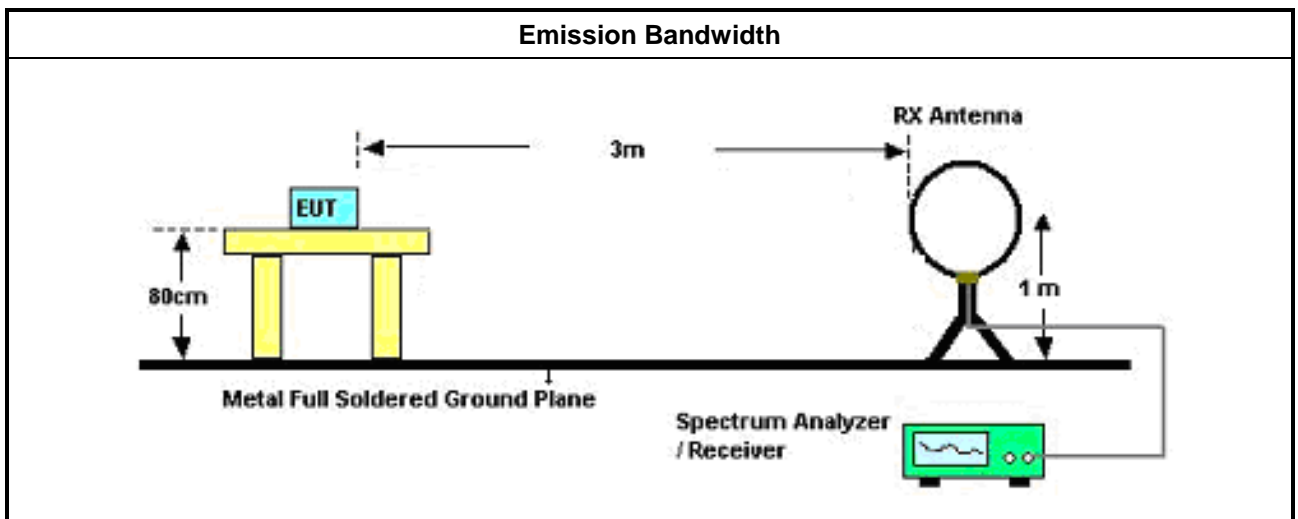 Emission Bandwidth
RX Antenna
3m
EUT
80cm
1 m
Metal Full Soldered Ground Plane
Spectrum Analyzer
/ Receiver